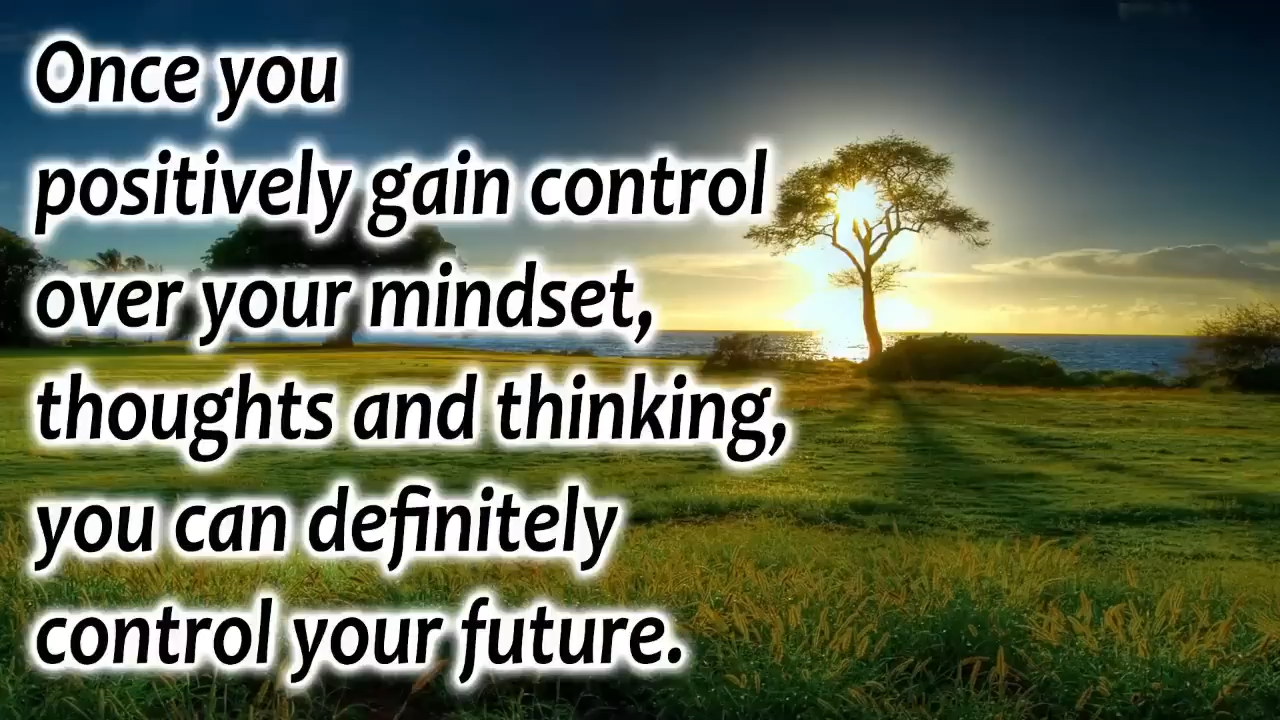 Once you
positively gain control
over your mindset,
thoughts and thinking,
you can definitely
control your future.